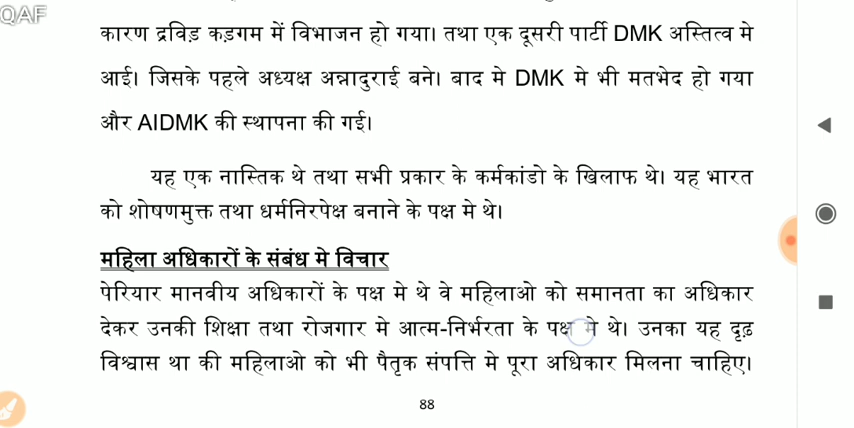 QAF
कारण द्रविड़ कड़गम में विभाजन हो गया। तथा एक दूसरी पार्टी DMK अस्तित्व मे
आई। जिसके पहले अध्यक्ष अन्नादुराई बने। बाद मे DMK मे भी मतभेद हो गया
और AIDMK की स्थापना की गई।
यह एक नास्तिक थे तथा सभी प्रकार के कर्मकांडो के खिलाफ थे। यह भारत
को शोषणमुक्त तथा धर्मनिरपेक्ष बनाने के पक्ष मे थे।
महिला अधिकारों के संबंध मे विचार
पेरियार मानवीय अधिकारों के पक्ष मे थे वे महिलाओ को समानता का अधिकार
देकर उनकी शिक्षा तथा रोजगार मे आत्म-निर्भरता के पक्ष मे थे। उनका यह दृढ़
विश्वास था की महिलाओ को भी पैतृक संपत्ति मे पूरा अधिकार मिलना चाहिए।
88